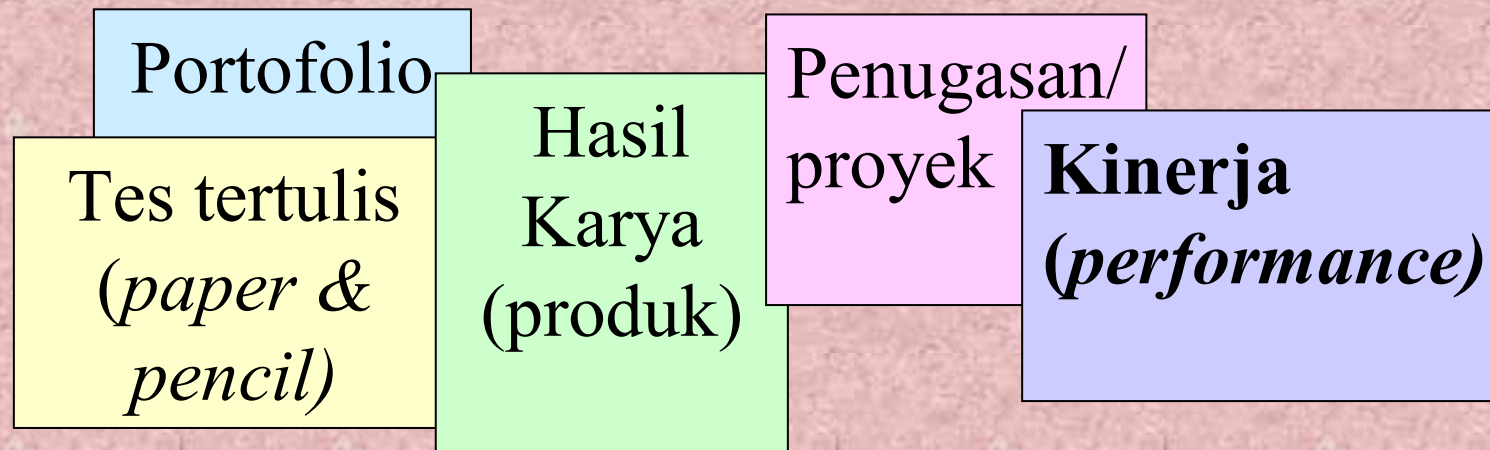 Portofolio
Tes tertulis
(paper &
pencil)
Hasil
Karya
(produk)
Penugasan/
proyek
Kinerja
(performance)